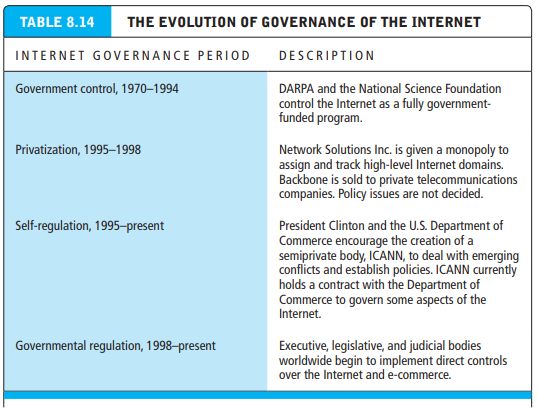 TABLE 8.14 THE EVOLUTION OF GOVERNANCE OF THE INTERNET
INTERNET GOVERNANCE PERIOD DESCRIPTION
Government control, 1970–1994
DARPA and the National Science Foundation
control the Internet as a fully government-
funded program.
Privatization, 1995–1998
Network Solutions Inc. is given a monopoly to
assign and track high-level Internet domains.
Backbone is sold to private telecommunications
companies. Policy issues are not decided.
Self-regulation, 1995–present
President Clinton and the U.S. Department of
Commerce encourage the creation of a
semiprivate body, ICANN, to deal with emerging
conflicts and establish policies. ICANN currently
holds a contract with the Department of
Commerce to govern some aspects of the
Internet.
Governmental regulation, 1998–present
Executive, legislative, and judicial bodies
worldwide begin to implement direct controls
over the Internet and e-commerce.